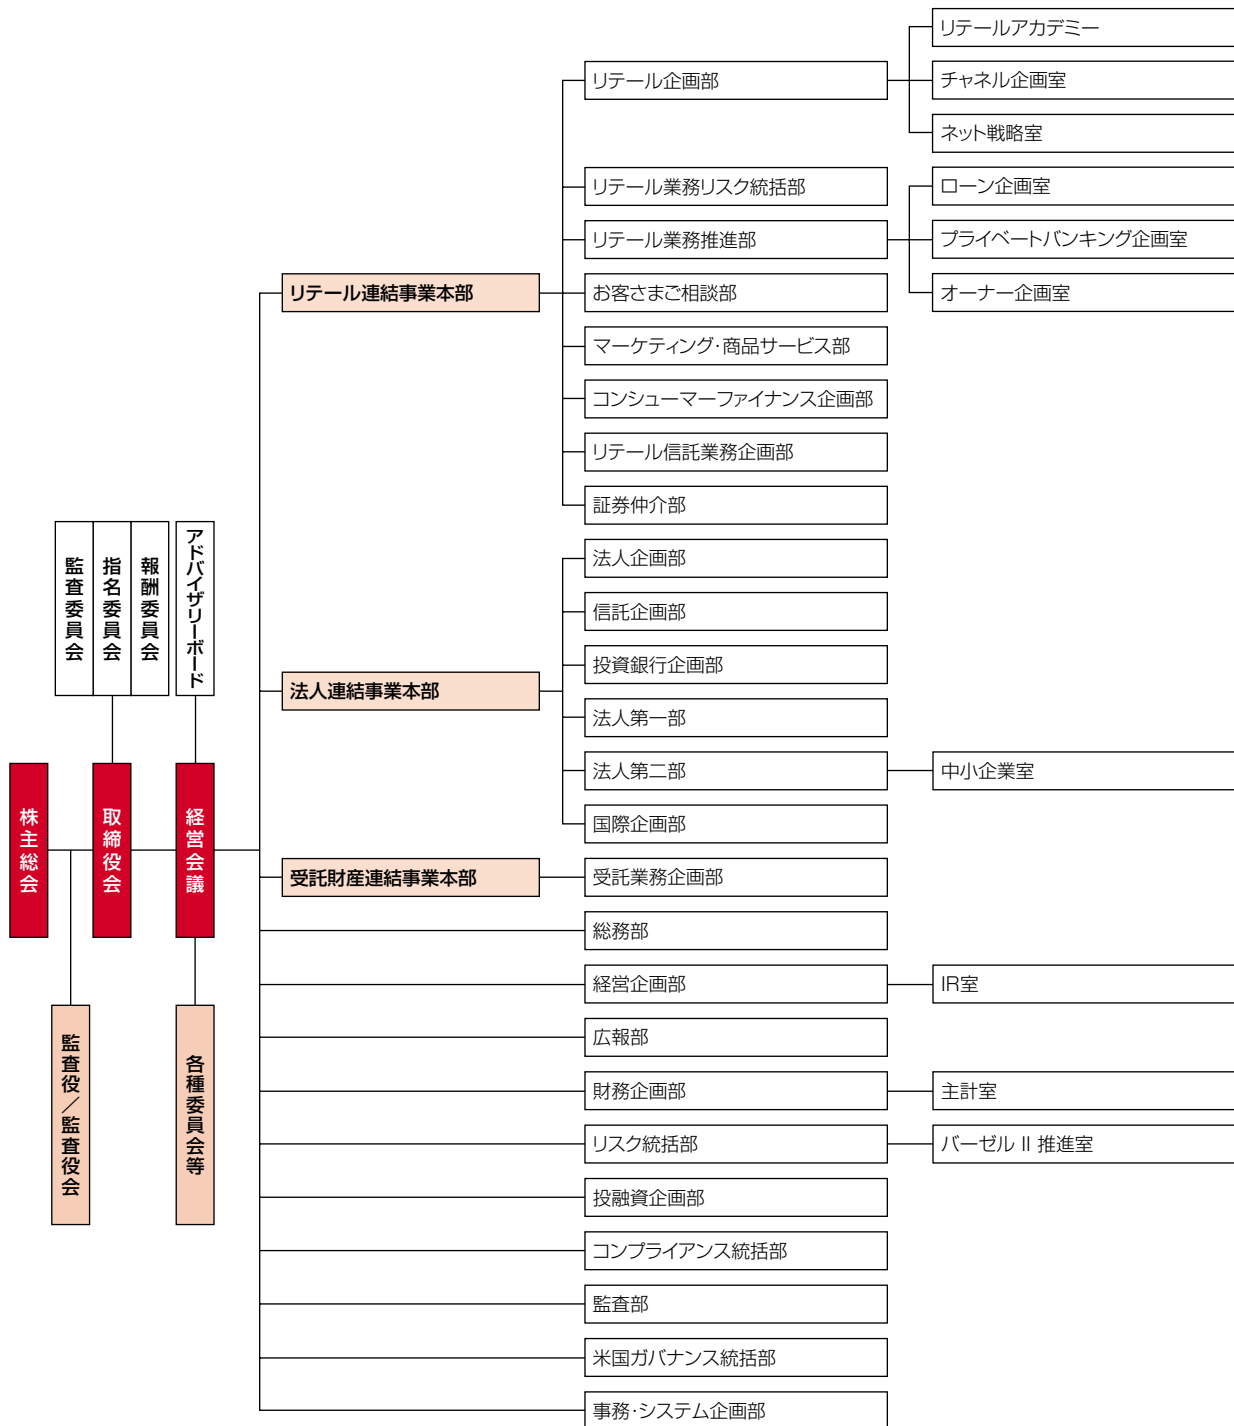 株主総会
監査委員会
指名委員会
報酬委員会
アドバイザリーボード
取締役会
経営会議
監査役／監査役会
各種委員会等
リテール連結事業本部
リテール企画部
リテールアカデミー
チャネル企画室
ネット戦略室
リテール業務リスク統括部
リテール業務推進部
ローン企画室
プライベートバンキング企画室
オーナー企画室
お客さまご相談部
マーケティング・商品サービス部
コンシューマーファイナンス企画部
リテール信託業務企画部
証券仲介部
法人連結事業本部
法人企画部
信託企画部
投資銀行企画部
法人第一部
法人第二部
中小企業室
国際企画部
受託財産連結事業本部
受託業務企画部
総務部
経営企画部
IR室
広報部
財務企画部
主計室
リスク統括部
バーゼル II 推進室
投融資企画部
コンプライアンス統括部
監査部
米国ガバナンス統括部
事務・システム企画部